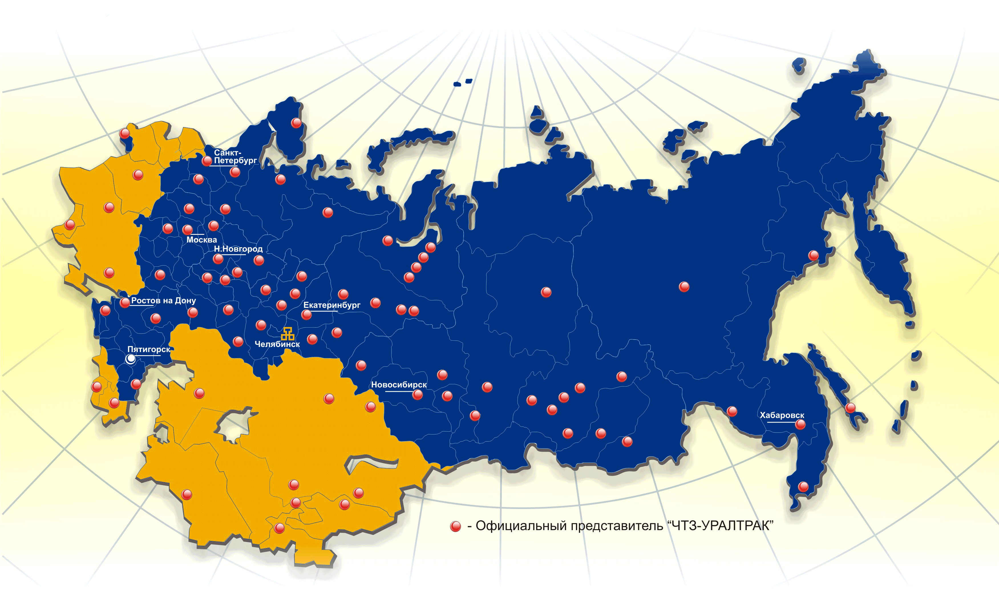 Санкт-
Петербург
Москва
Н.Новгород
Ростов на Дону
Екатеринбург
Челябинск
Пятигорск
Новосибирск
Хабаровск
- Официальный представитель “ЧТЗ-УРАЛТРАК”